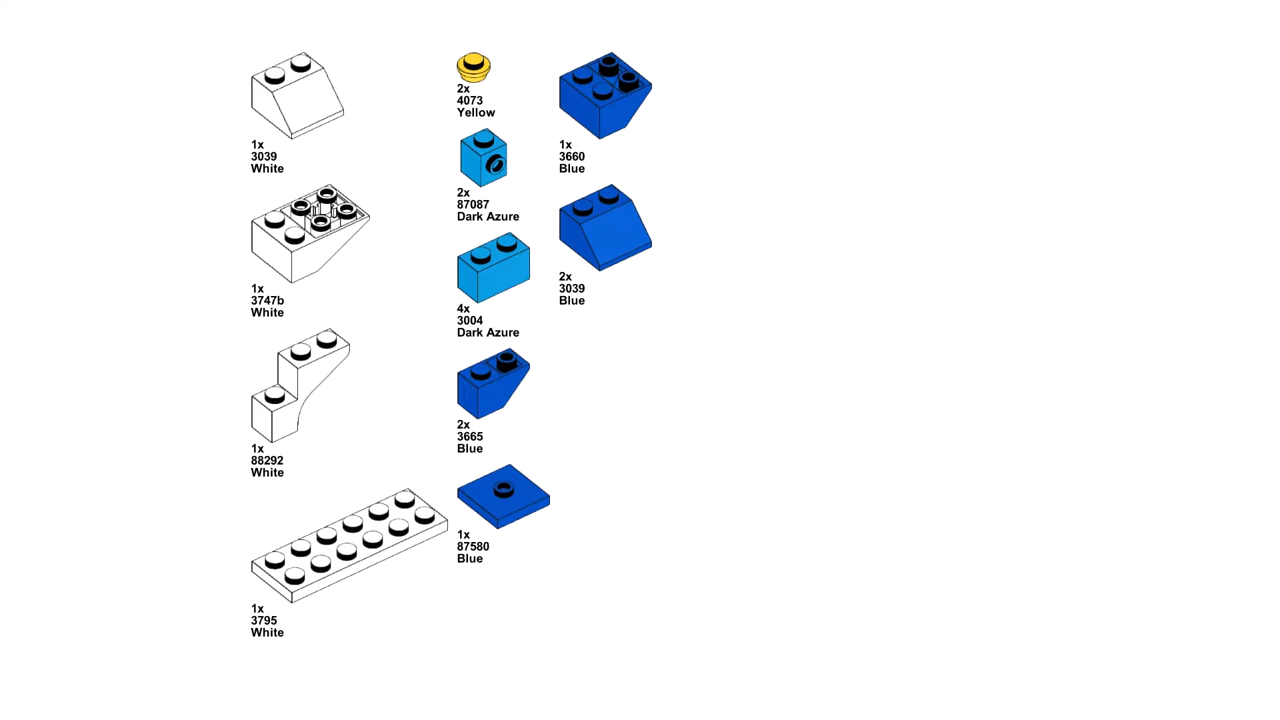 1x
3039
White
1x
3747b
White
1x
88292
White
1x
3795
White
2x
4073
Yellow
2x
87087
Dark Azure
4x
3004
Dark Azure
2x
3665
Blue
1x
87580
Blue
1x
3660
Blue
2x
3039
Blue